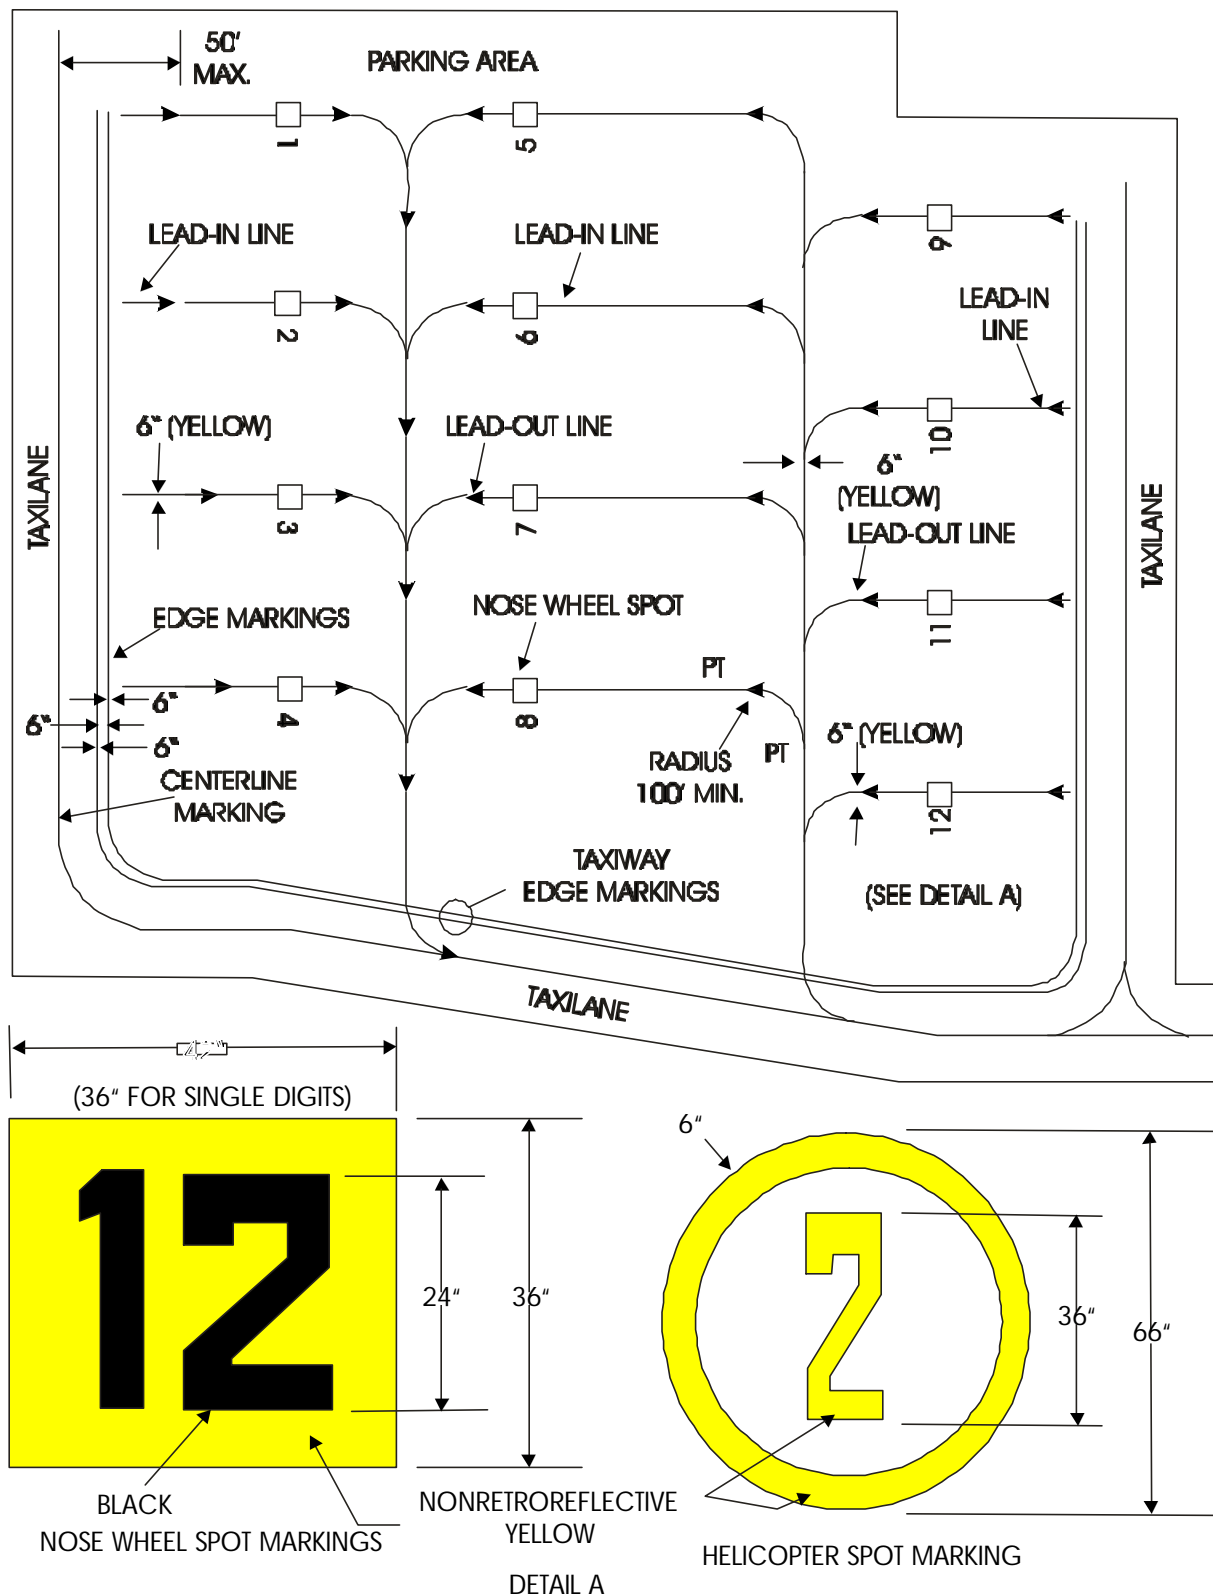 50'
MAX.
PARKING AREA
1
5
LEAD-IN LINE
LEAD-IN LINE
9
LEAD-IN
LINE
2
6
6" (YELLOW)
LEAD-OUT LINE
10
6"
(YELLOW)
TAXILANE
TAXILANE
3
7
LEAD-OUT LINE
EDGE MARKINGS
NOSE WHEEL SPOT
11
PT
6"
6"
6"
4
8
RADIUS
100' MIN.
PT
6" (YELLOW)
CENTERLINE
MARKING
12
TAXIWAY
EDGE MARKINGS
(SEE DETAIL A)
TAXILANE
(36" FOR SINGLE DIGITS)
6"
12
2
24"
36"
36"
66"
BLACK
NOSE WHEEL SPOT MARKINGS
NONRETROREFLECTIVE
YELLOW
HELICOPTER SPOT MARKING
DETAIL A